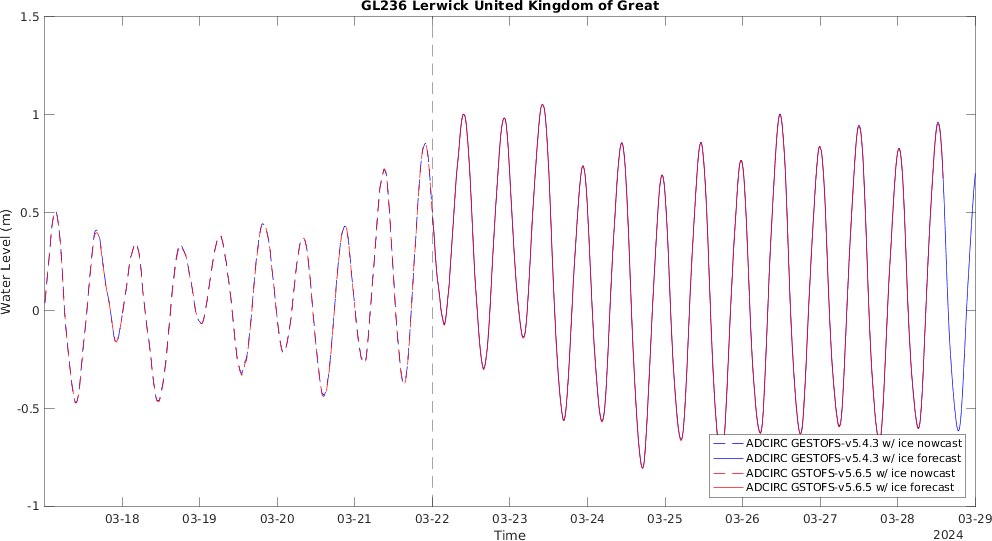 GL236 Lerwick United Kingdom of Great
1.5
1
0.5
0
-0.5
-1
Water Level (m)
ADCIRC GESTOFS-v5.4.3 w/ ice nowcast
ADCIRC GESTOFS-v5.4.3 w/ ice forecast
ADCIRC GSTOFS-v5.6.5 w/ ice nowcast
ADCIRC GSTOFS-v5.6.5 w/ ice forecast
03-18 03-19 03-20 03-21 03-22 03-23 03-24 03-25 03-26 03-27 03-28 03-29
Time
2024